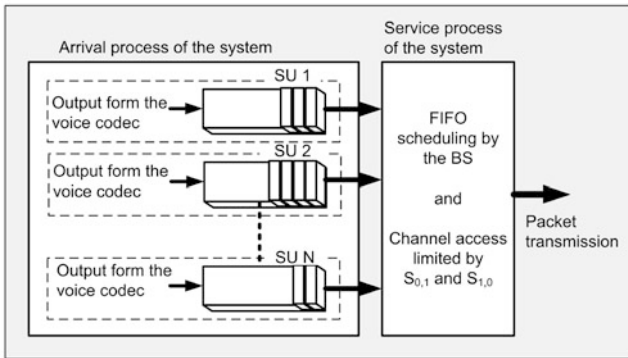 Arrival process of the system
Service process
of the system
SU 1
Output form the
voice codec
SU 2
Output form the
voice codec
SU N
Output form the
voice codec
FIFO
scheduling by
the BS
and
Channel access
limited by
S0,1 and S1,0
Packet
transmission